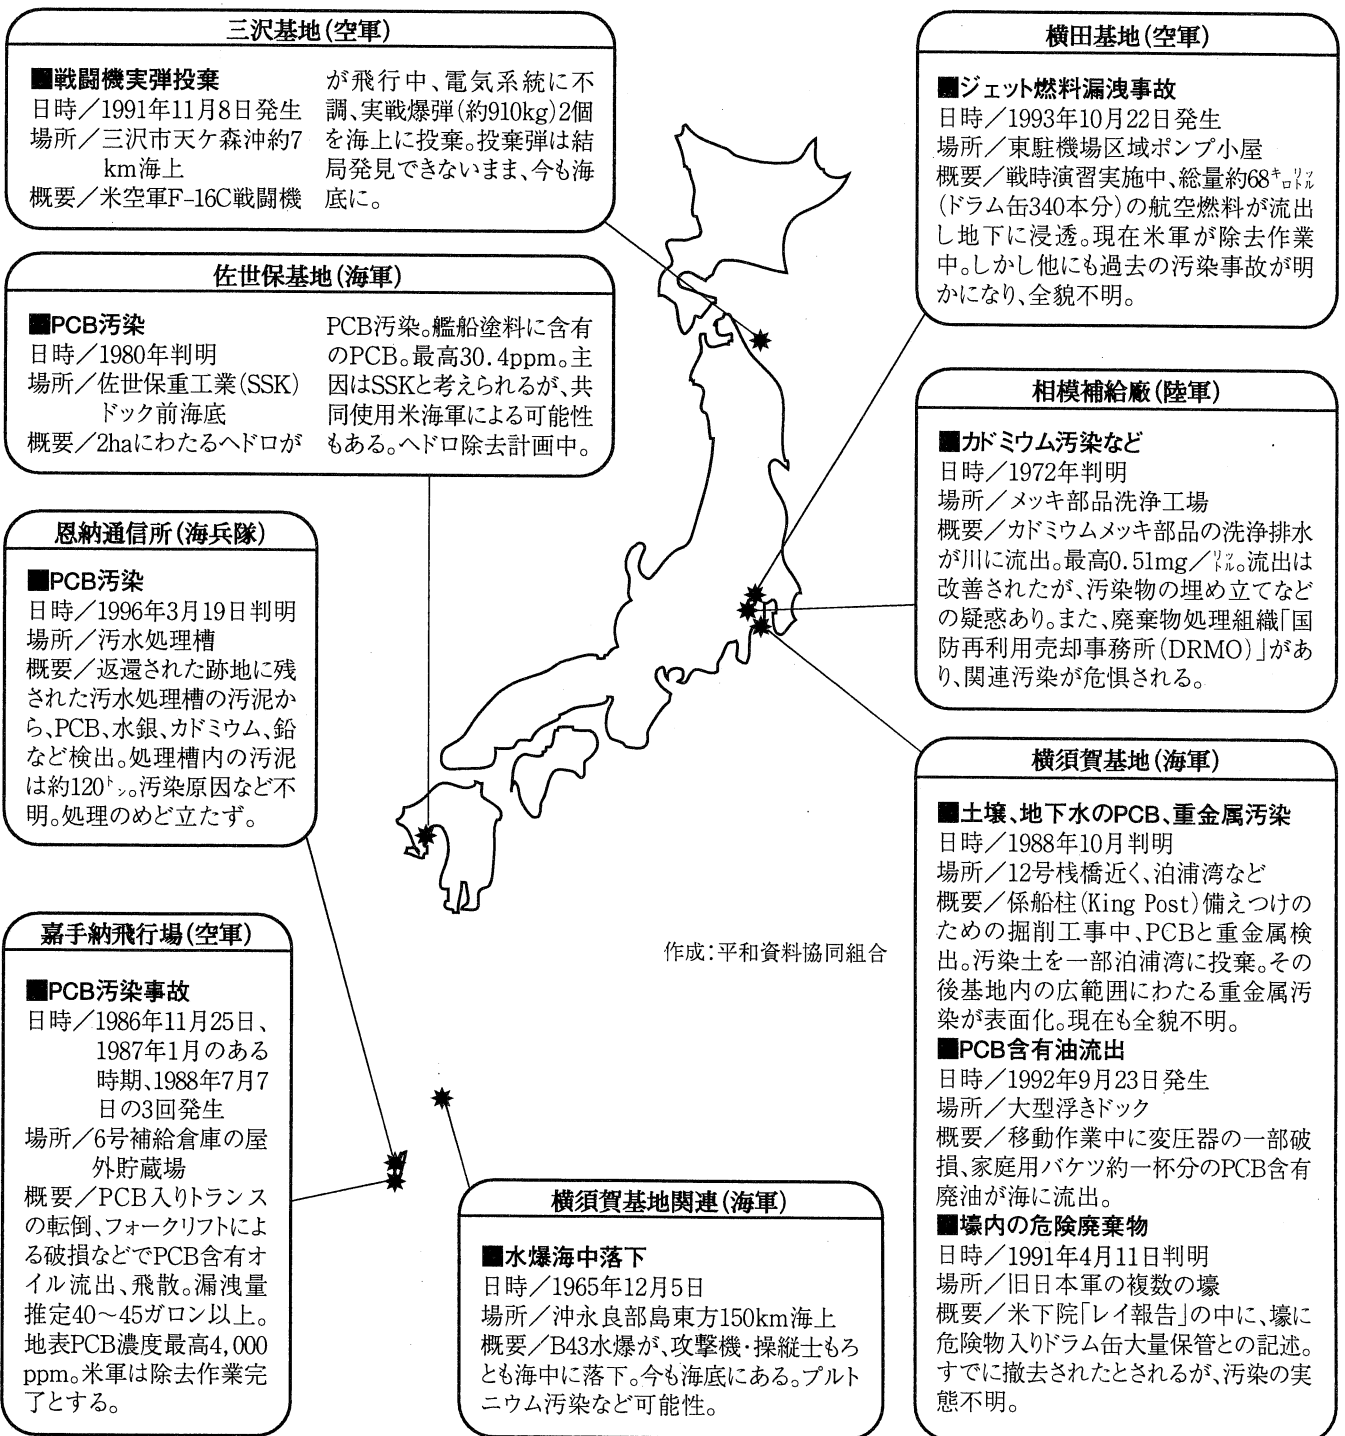 三沢基地(空軍)
■戦闘機実弾投棄
日時／1991年11月8日発生
場所／三沢市天ケ森沖約7
km海上
概要／米空軍F-16C戦闘機
が飛行中、電気系統に不
調、実戦爆弾(約910kg)2個
を海上に投棄。投棄弾は結
局発見できないまま、今も海
底に。
佐世保基地(海軍)
■PCB汚染
日時／1980年判明
場所／佐世保重工業(SSK)
ドック前海底
概要／2haにわたるヘドロが
PCB汚染。艦船塗料に含有
のPCB。最高30.4ppm。主
因はSSKと考えられるが、共
同使用米海軍による可能性
もある。ヘドロ除去計画中。
恩納通信所(海兵隊)
■PCB汚染
日時／1996年3月19日判明
場所／汚水処理槽
概要／返還された跡地に残
された汚水処理槽の汚泥か
ら、PCB、水銀、カドミウム、鉛
など検出。処理槽内の汚泥
は約120トン。汚染原因など不
明。処理のめど立たず。
嘉手納飛行場(空軍)
■PCB汚染事故
日時／1986年11月25日、
1987年1月のある
時期、1988年7月7
日の3回発生
場所／6号補給倉庫の屋
外貯蔵場
概要／PCB入りトランス
の転倒、フォークリフトによ
る破損などでPCB含有オ
イル流出、飛散。漏洩量
推定40～45ガロン以上。
地表PCB濃度最高4,000
ppm。米軍は除去作業完
了とする。
横須賀基地関連(海軍)
■水爆海中落下
日時／1965年12月5日
場所／沖永良部島東方150km海上
概要／B43水爆が、攻撃機・操縦士もろ
とも海中に落下。今も海底にある。プルト
ニウム汚染など可能性。
作成:平和資料協同組合
横田基地(空軍)
■ジェット燃料漏洩事故
日時／1993年10月22日発生
場所／東駐機場区域ポンプ小屋
概要／戦時演習実施中、総量約68キロリットル
(ドラム缶340本分)の航空燃料が流出
し地下に浸透。現在米軍が除去作業
中。しかし他にも過去の汚染事故が明
かになり、全貌不明。
相模補給廠(陸軍)
■カドミウム汚染など
日時／1972年判明
場所／メッキ部品洗浄工場
概要／カドミウムメッキ部品の洗浄排水
が川に流出。最高0.51mg／リットル。流出は
改善されたが、汚染物の埋め立てなど
の疑惑あり。また、廃棄物処理組織「国
防再利用売却事務所(DRMO)」があ
り、関連汚染が危惧される。
横須賀基地(海軍)
■土壌、地下水のPCB、重金属汚染
日時／1988年10月判明
場所／12号桟橋近く、泊浦湾など
概要／係船柱(King Post)備えつけの
ための掘削工事中、PCBと重金属検
出。汚染土を一部泊浦湾に投棄。その
後基地内の広範囲にわたる重金属汚
染が表面化。現在も全貌不明。
■PCB含有油流出
日時／1992年9月23日発生
場所／大型浮きドック
概要／移動作業中に変圧器の一部破
損、家庭用バケツ約一杯分のPCB含有
廃油が海に流出。
■壕内の危険廃棄物
日時／1991年4月11日判明
場所／旧日本軍の複数の壕
概要／米下院「レイ報告」の中に、壕に
危険物入りドラム缶大量保管との記述。
すでに撤去されたとされるが、汚染の実
態不明。